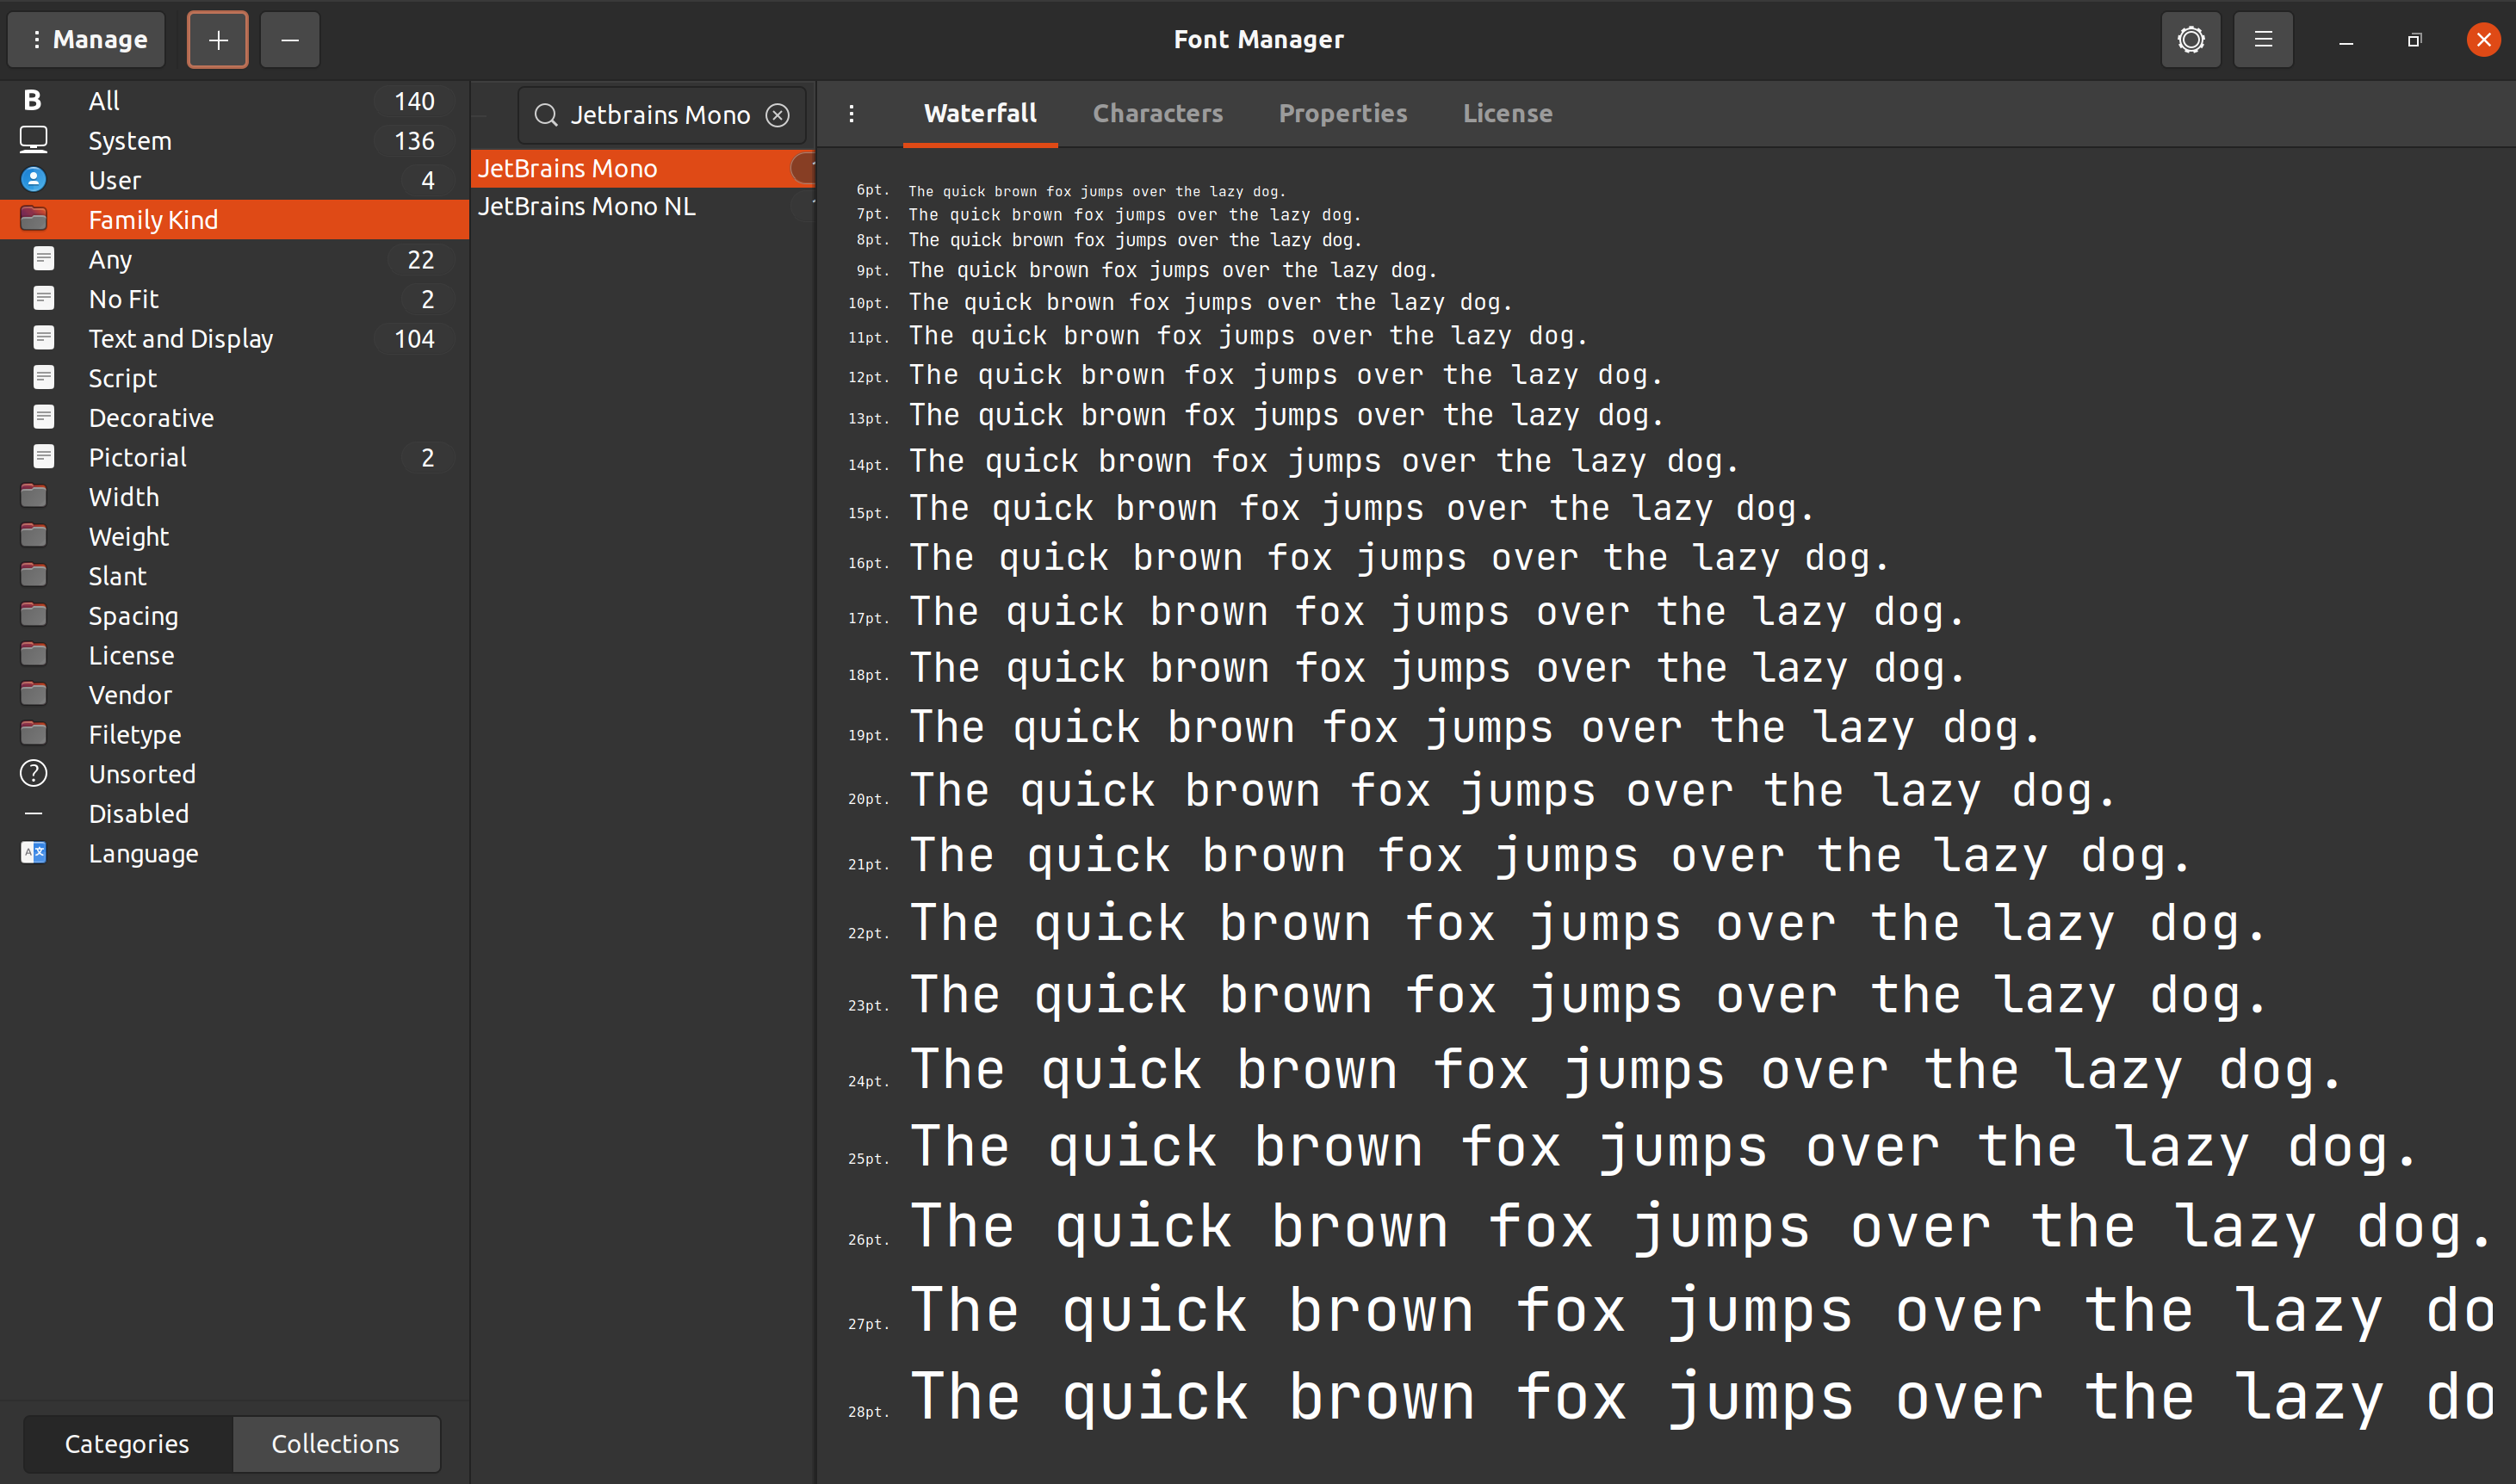 Manage
Font Manager
B All 140
System 136
User 4
Family Kind
Any 22
No Fit 2
Text and Display 104
Script
Decorative
Pictorial 2
Width
Weight
Slant
Spacing
License
Vendor
Filetype
Unsorted
Disabled
Language
Categories
Collections
Jetbrains Mono
JetBrains Mono
JetBrains Mono NL
Waterfall Characters Properties License
6pt. The quick brown fox jumps over the lazy dog.
7pt. The quick brown fox jumps over the lazy dog.
8pt. The quick brown fox jumps over the lazy dog.
9pt. The quick brown fox jumps over the lazy dog.
10pt. The quick brown fox jumps over the lazy dog.
11pt. The quick brown fox jumps over the lazy dog.
12pt. The quick brown fox jumps over the lazy dog.
13pt. The quick brown fox jumps over the lazy dog.
14pt. The quick brown fox jumps over the lazy dog.
15pt. The quick brown fox jumps over the lazy dog.
16pt. The quick brown fox jumps over the lazy dog.
17pt. The quick brown fox jumps over the lazy dog.
18pt. The quick brown fox jumps over the lazy dog.
19pt. The quick brown fox jumps over the lazy dog.
20pt. The quick brown fox jumps over the lazy dog.
21pt. The quick brown fox jumps over the lazy dog.
22pt. The quick brown fox jumps over the lazy dog.
23pt. The quick brown fox jumps over the lazy dog.
24pt. The quick brown fox jumps over the lazy dog.
25pt. The quick brown fox jumps over the lazy dog.
26pt. The quick brown fox jumps over the lazy dog.
27pt. The quick brown fox jumps over the lazy do
28pt. The quick brown fox jumps over the lazy do